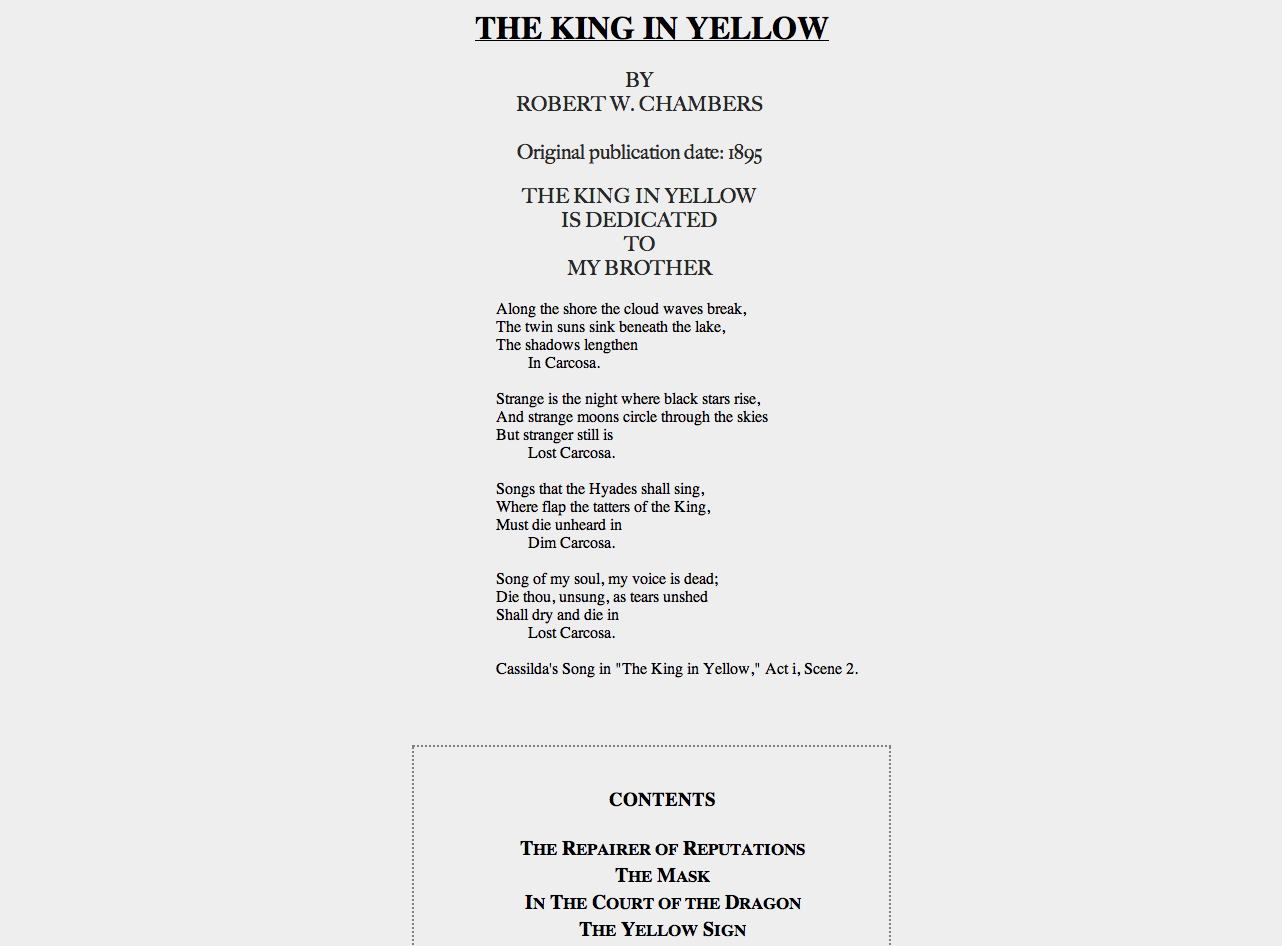 THE KING IN YELLOW
BY
ROBERT W. CHAMBERS
Original publication date: 1895
THE KING IN YELLOW
IS DEDICATED
TO
MY BROTHER
Along the shore the cloud waves break,
The twin suns sink beneath the lake,
The shadows lengthen
In Carcosa.
Strange is the night where black stars rise,
And strange moons circle through the skies
But stranger still is
Lost Carcosa.
Songs that the Hyades shall sing,
Where flap the tatters of the King,
Must die unheard in
Dim Carcosa.
Song of my soul, my voice is dead;
Die thou, unsung, as tears unshed
Shall dry and die in
Lost Carcosa.
Cassilda's Song in "The King in Yellow," Act i, Scene 2.
CONTENTS
The Repairer of Reputations
The Mask
In The Court of the Dragon
The Yellow Sign